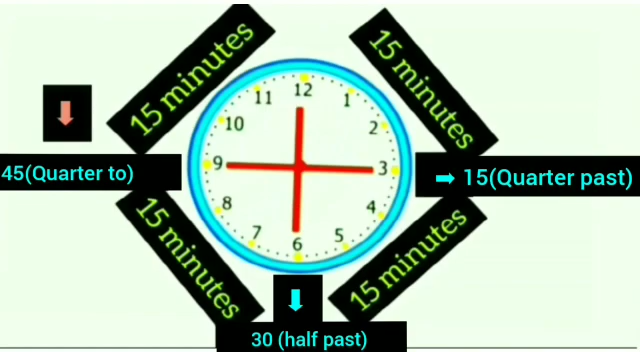 15 minutes
15 minutes
12
11
1
10
2
⬇
45(Quarter to)
9
3
➡ 15(Quarter past)
8
4
7
5
6
15 minutes
15 minutes
⬇
30 (half past)